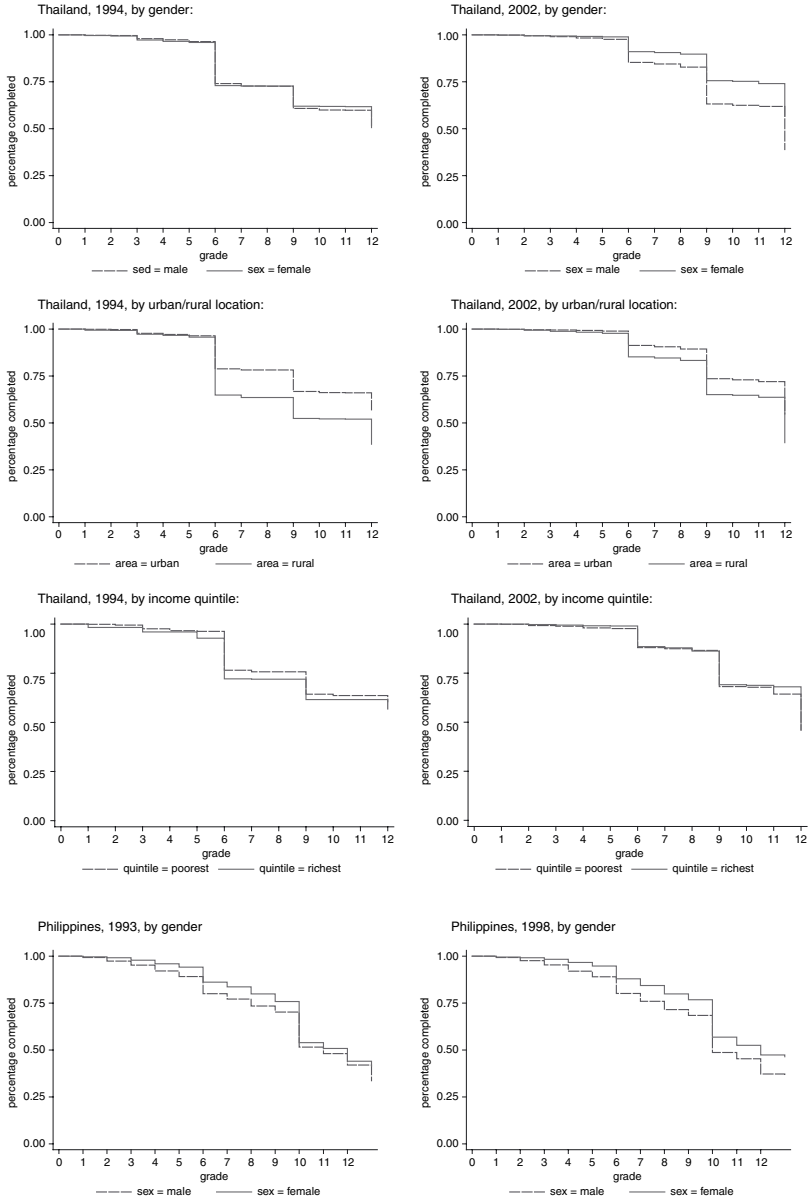 Thailand, 1994, by gender:
percentage completed
1.00
0.75
0.50
0.25
0.00
0 1 2 3 4 5 6 7 8 9 10 11 12
grade
sed = male sex = female
Thailand, 2002, by gender:
percentage completed
1.00
0.75
0.50
0.25
0.00
0 1 2 3 4 5 6 7 8 9 10 11 12
grade
sex = male sex = female
Thailand, 1994, by urban/rural location:
percentage completed
1.00
0.75
0.50
0.25
0.00
0 1 2 3 4 5 6 7 8 9 10 11 12
grade
area = urban area = rural
Thailand, 2002, by urban/rural location:
percentage completed
1.00
0.75
0.50
0.25
0.00
0 1 2 3 4 5 6 7 8 9 10 11 12
grade
area = urban area = rural
Thailand, 1994, by income quintile:
percentage completed
1.00
0.75
0.50
0.25
0.00
0 1 2 3 4 5 6 7 8 9 10 11 12
grade
quintile = poorest quintile = richest
Thailand, 2002, by income quintile:
percentage completed
1.00
0.75
0.50
0.25
0.00
0 1 2 3 4 5 6 7 8 9 10 11 12
grade
quintile = poorest quintile = richest
Philippines, 1993, by gender
percentage completed
1.00
0.75
0.50
0.25
0.00
0 1 2 3 4 5 6 7 8 9 10 11 12
grade
sex = male sex = female
Philippines, 1998, by gender
percentage completed
1.00
0.75
0.50
0.25
0.00
0 1 2 3 4 5 6 7 8 9 10 11 12
grade
sex = male sex = female